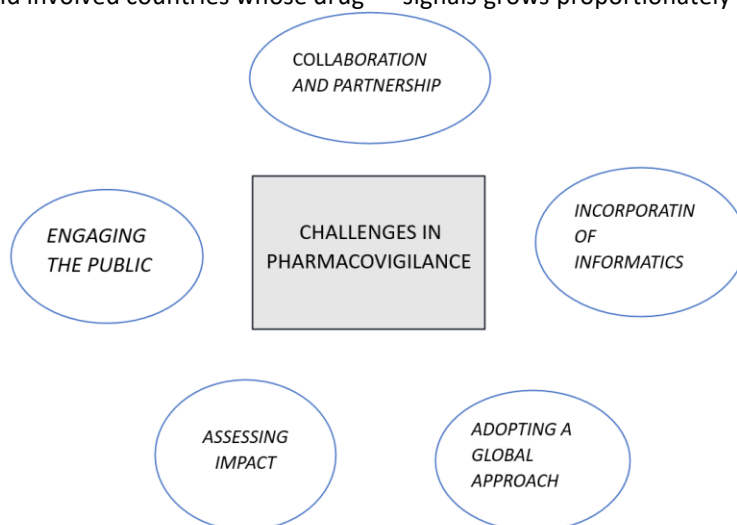 involved countries whose drug signals grows proportionately
COLLABORATION
AND PARTNERSHIP
ENGAGING
THE PUBLIC
CHALLENGES IN
PHARMACOVIGILANCE
INCORPORATIN
OF
INFORMATICS
ASSESSING
IMPACT
ADOPTING A
GLOBAL
APPROACH